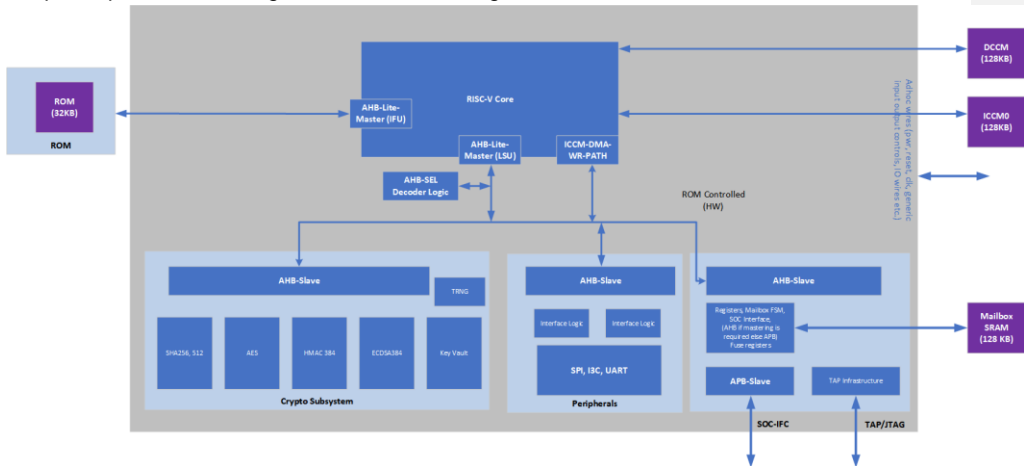 DCCM
(128KB)
ROM
(32KB)
ROM
RISC-V Core
AHB-Lite-
Master (IFU)
AHB-Lite-
Master (LSU)
ICCM-DMA-
WR-PATH
ICCM0
(128KB)
Adhoc wires (pwr, reset, clk, generic
input output controls, IO wires etc.)
AHB-SEL
Decoder Logic
ROM Controlled
(HW)
AHB-Slave
TRNG
SHA256, 512
AES
HMAC 384
ECDSA384
Key Vault
Crypto Subsystem
AHB-Slave
Interface Logic
Interface Logic
SPI, I3C, UART
Peripherals
AHB-Slave
Registers, Mailbox FSM,
SOC Interface,
(AHB if mastering is
required else APB)
Fuse registers
APB-Slave
TAP Infrastructure
SOC-IFC
TAP/JTAG
Mailbox
SRAM
(128 KB)